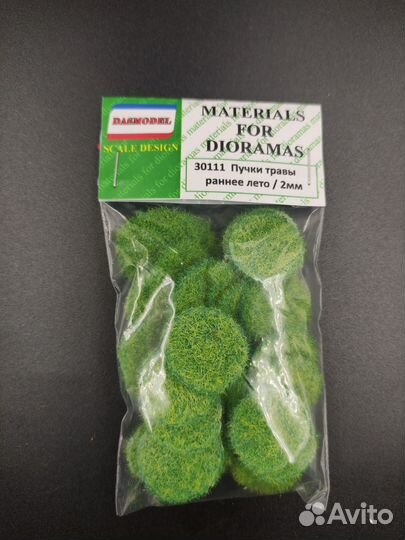 DASMODEL
SCALE DESIGN
MATERIALS
FOR
DIORAMAS
30111 Пучки травы
раннее лето / 2мм
Avito